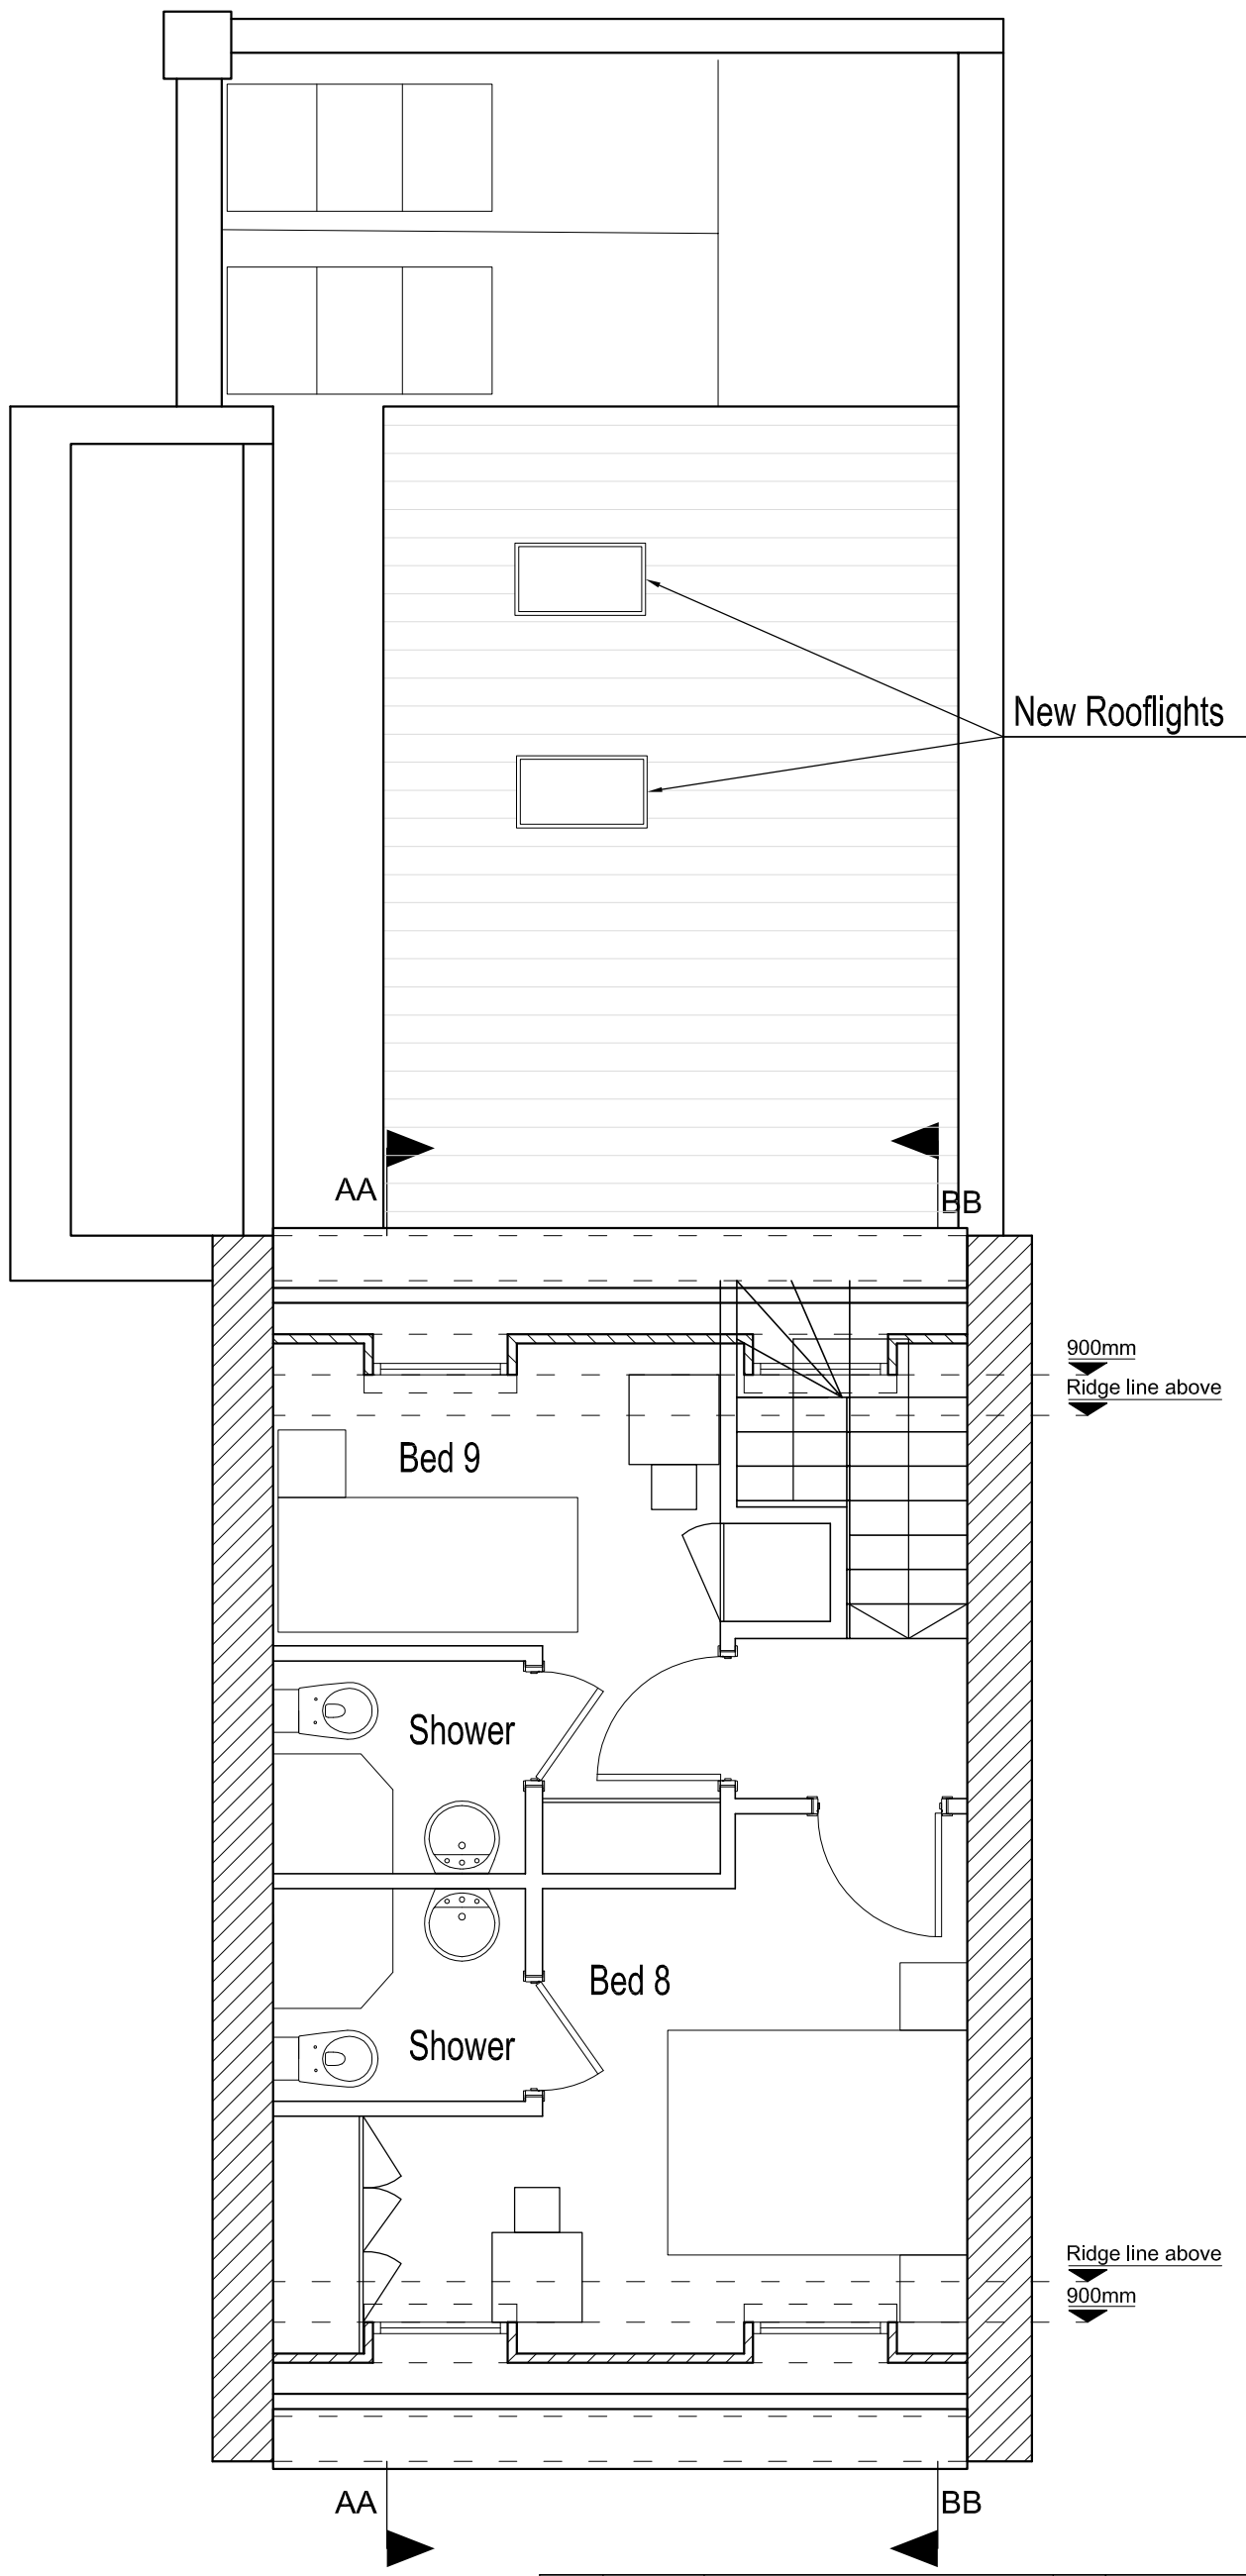 New Rooflights
AA
BB
900mm
Ridge line above
Bed 9
Shower
Bed 8
Shower
Ridge line above
900mm
AA
BB